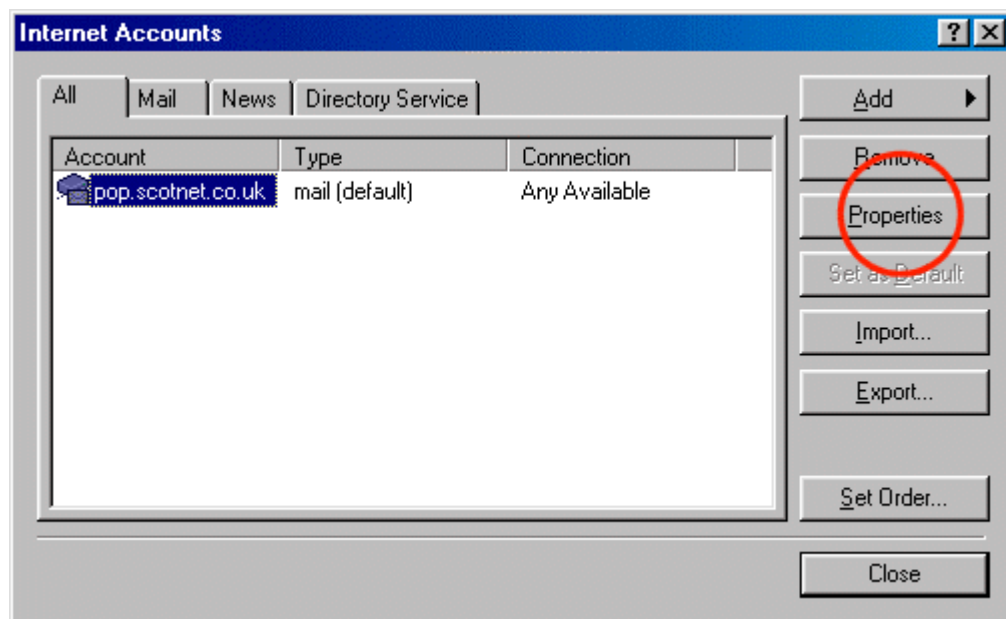 Internet Accounts
All Mail News Directory Service
Account Type Connection
pop.scotnet.co.uk mail (default) Any Available
Add
Remove
Properties
Set as Default
Import...
Export...
Set Order...
Close